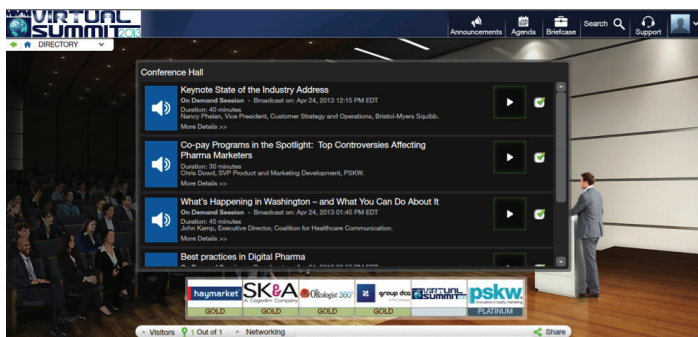 VIRTUAL
SUMMIT 2013
Announcements
Agenda
Briefcase
Search
Support
DIRECTORY
Conference Hall
Keynote State of the Industry Address
On Demand Session - Broadcast on: Apr 24, 2013 12:15 PM EDT
Duration: 40 minutes
Nancy Phelan, Vice President, Customer Strategy and Operations, Bristol-Myers Squibb.
More Details >>
Co-pay Programs in the Spotlight: Top Controversies Affecting
Pharma Marketers
Duration: 30 minutes
Chris Dowd, SVP Product and Marketing Development, PSKW.
More Details >>
What's Happening in Washington – and What You Can Do About It
On Demand Session - Broadcast on: Apr 24, 2013 01:45 PM EDT
Duration: 45 minutes
John Kamp, Executive Director, Coalition for Healthcare Communication.
More Details >>
Best practices in Digital Pharma
haymarket
GOLD
SK&A
A Cegedim Company
GOLD
Oncologist 360°
GOLD
group dca
GOLD
VIRTUAL
SUMMIT
pskw.
PLATINUM
Visitors
1 Out of 1
Networking
Share